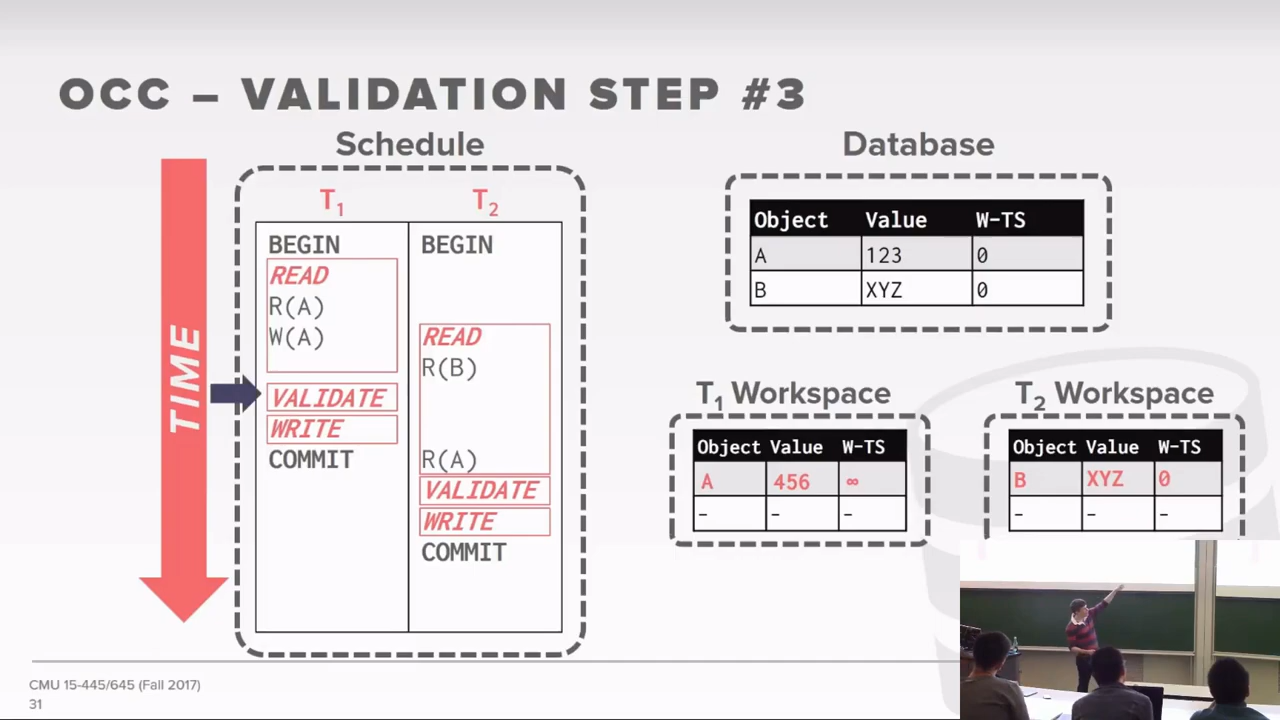 OCC – VALIDATION STEP #3
Schedule
TIME
T1 T2
BEGIN BEGIN
READ
R(A)
W(A) READ
R(B)
VALIDATE
WRITE
COMMIT R(A)
VALIDATE
WRITE
COMMIT
Database
Object Value W-TS
A 123 0
B XYZ 0
T1 Workspace
Object Value W-TS
A 456 ∞
- - -
T2 Workspace
Object Value W-TS
B XYZ 0
- - -
CMU 15-445/645 (Fall 2017)
31